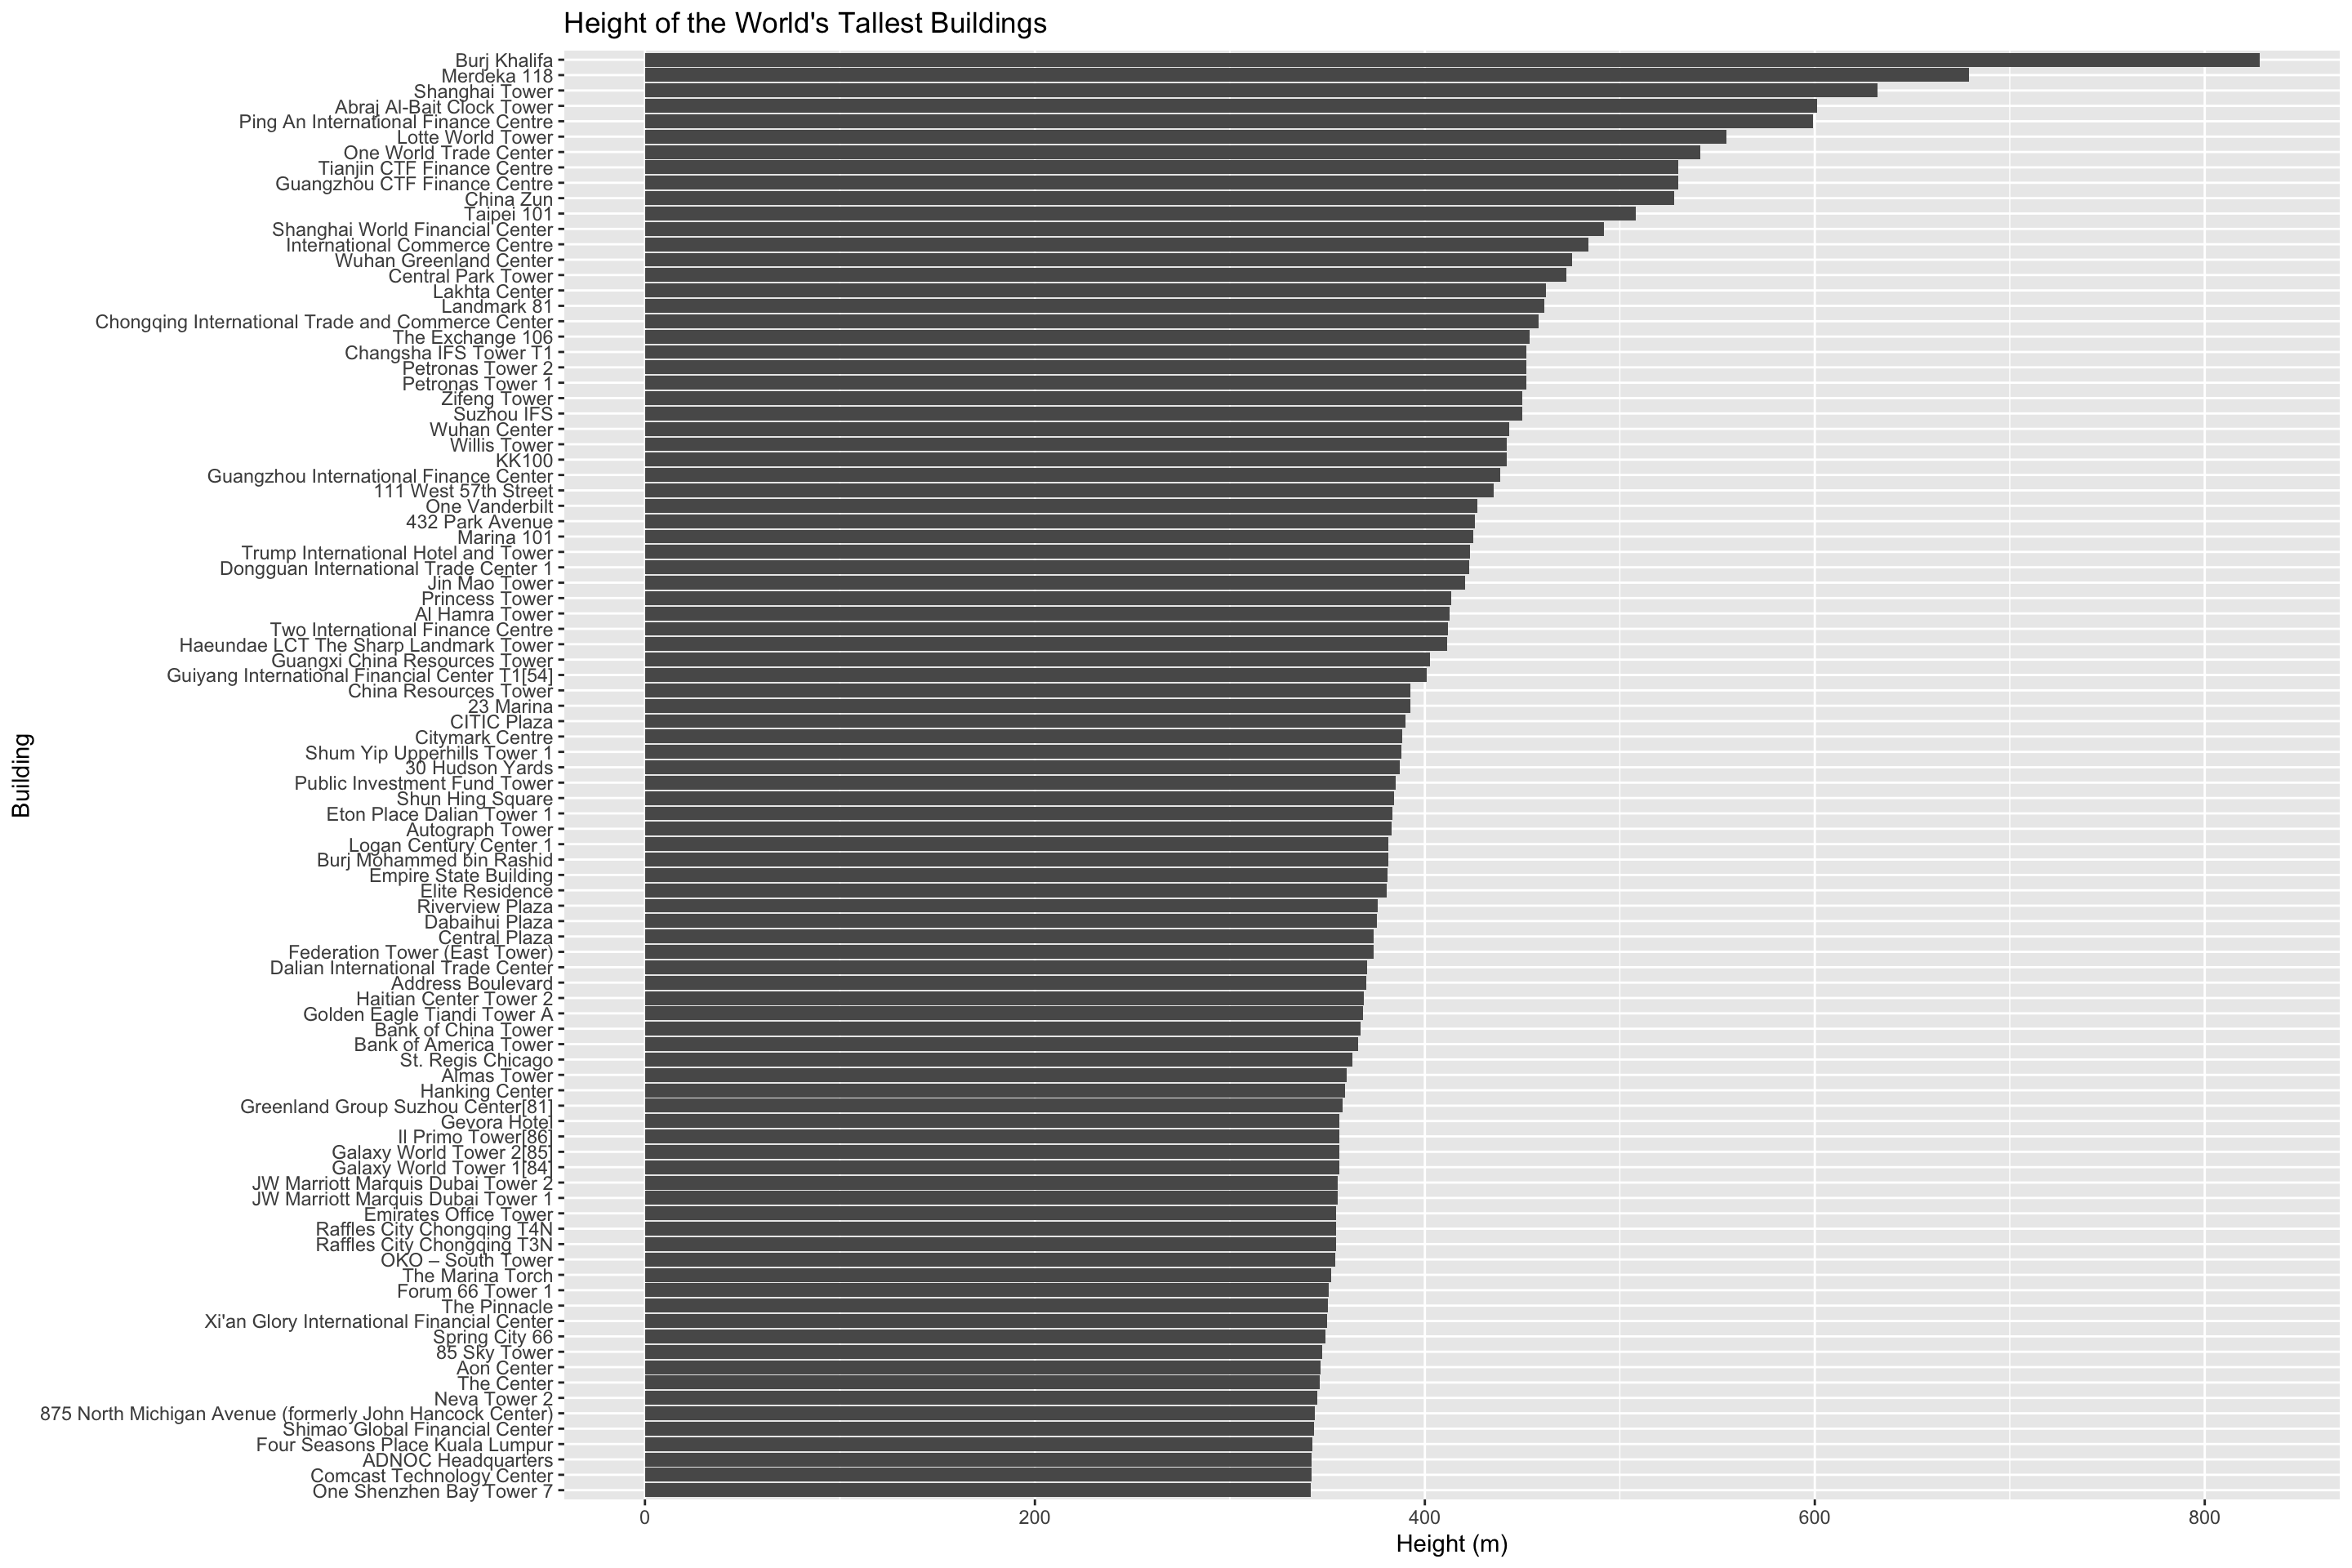 Height of the World's Tallest Buildings
Burj Khalifa
Merdeka 118
Shanghai Tower
Abraj Al-Bait Clock Tower
Ping An International Finance Centre
Lotte World Tower
One World Trade Center
Tianjin CTF Finance Centre
Guangzhou CTF Finance Centre
China Zun
Taipei 101
Shanghai World Financial Center
International Commerce Centre
Wuhan Greenland Center
Central Park Tower
Lakhta Center
Landmark 81
Chongqing International Trade and Commerce Center
The Exchange 106
Changsha IFS Tower T1
Petronas Tower 2
Petronas Tower 1
Zifeng Tower
Suzhou IFS
Wuhan Center
Willis Tower
KK100
Guangzhou International Finance Center
111 West 57th Street
One Vanderbilt
432 Park Avenue
Marina 101
Trump International Hotel and Tower
Dongguan International Trade Center 1
Jin Mao Tower
Princess Tower
Al Hamra Tower
Two International Finance Centre
Haeundae LCT The Sharp Landmark Tower
Guangxi China Resources Tower
Guiyang International Financial Center T1[54]
China Resources Tower
23 Marina
CITIC Plaza
Citymark Centre
Shum Yip Upperhills Tower 1
30 Hudson Yards
Public Investment Fund Tower
Shun Hing Square
Eton Place Dalian Tower 1
Autograph Tower
Logan Century Center 1
Burj Mohammed bin Rashid
Empire State Building
Elite Residence
Riverview Plaza
Dabaihui Plaza
Central Plaza
Federation Tower (East Tower)
Dalian International Trade Center
Address Boulevard
Haitian Center Tower 2
Golden Eagle Tiandi Tower A
Bank of China Tower
Bank of America Tower
St. Regis Chicago
Almas Tower
Hanking Center
Greenland Group Suzhou Center[81]
Gevora Hotel
Il Primo Tower[86]
Galaxy World Tower 2[85]
Galaxy World Tower 1[84]
JW Marriott Marquis Dubai Tower 2
JW Marriott Marquis Dubai Tower 1
Emirates Office Tower
Raffles City Chongqing T4N
Raffles City Chongqing T3N
OKO – South Tower
The Marina Torch
Forum 66 Tower 1
The Pinnacle
Xi'an Glory International Financial Center
Spring City 66
85 Sky Tower
Aon Center
The Center
Neva Tower 2
875 North Michigan Avenue (formerly John Hancock Center)
Shimao Global Financial Center
Four Seasons Place Kuala Lumpur
ADNOC Headquarters
Comcast Technology Center
One Shenzhen Bay Tower 7
Building
0 200 400 600 800
Height (m)